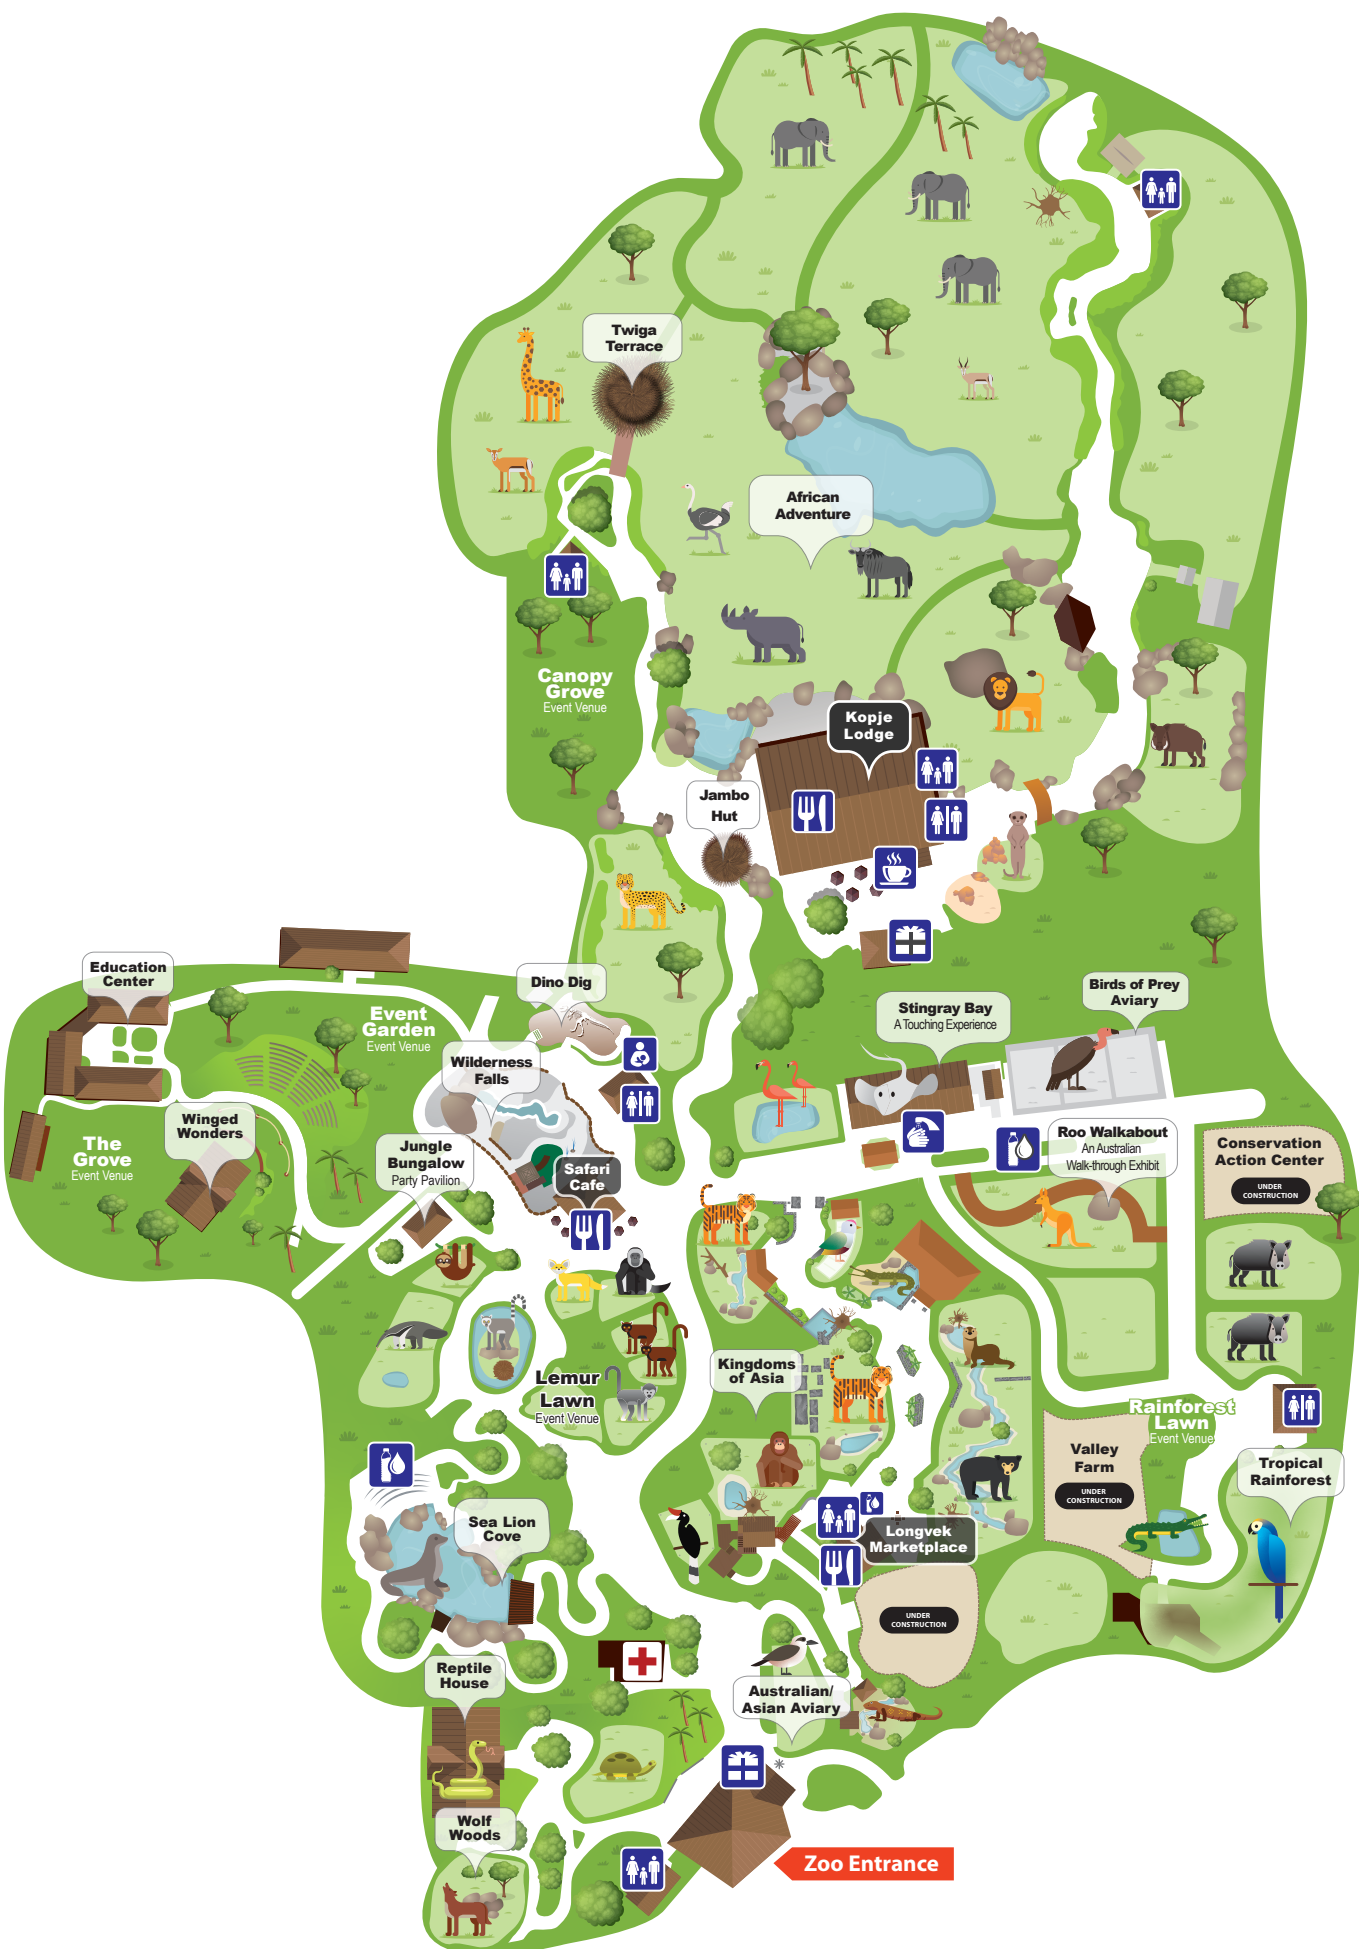 Twiga
Terrace
African
Adventure
Canopy
Grove
Event Venue
Kopje
Lodge
Jambo
Hut
Education
Center
Dino Dig
Event
Garden
Event Venue
Stingray Bay
A Touching Experience
Birds of Prey
Aviary
Wilderness
Falls
Winged
Wonders
The
Grove
Event Venue
Jungle
Bungalow
Party Pavilion
Safari
Cafe
Roo Walkabout
An Australian
Walk-through Exhibit
Conservation
Action Center
UNDER
CONSTRUCTION
Kingdoms
of Asia
Lemur
Lawn
Event Venue
Rainforest
Lawn
Event Venue
Valley
Farm
UNDER
CONSTRUCTION
Tropical
Rainforest
Sea Lion
Cove
Longvek
Marketplace
UNDER
CONSTRUCTION
Reptile
House
Australian/
Asian Aviary
Wolf
Woods
Zoo Entrance